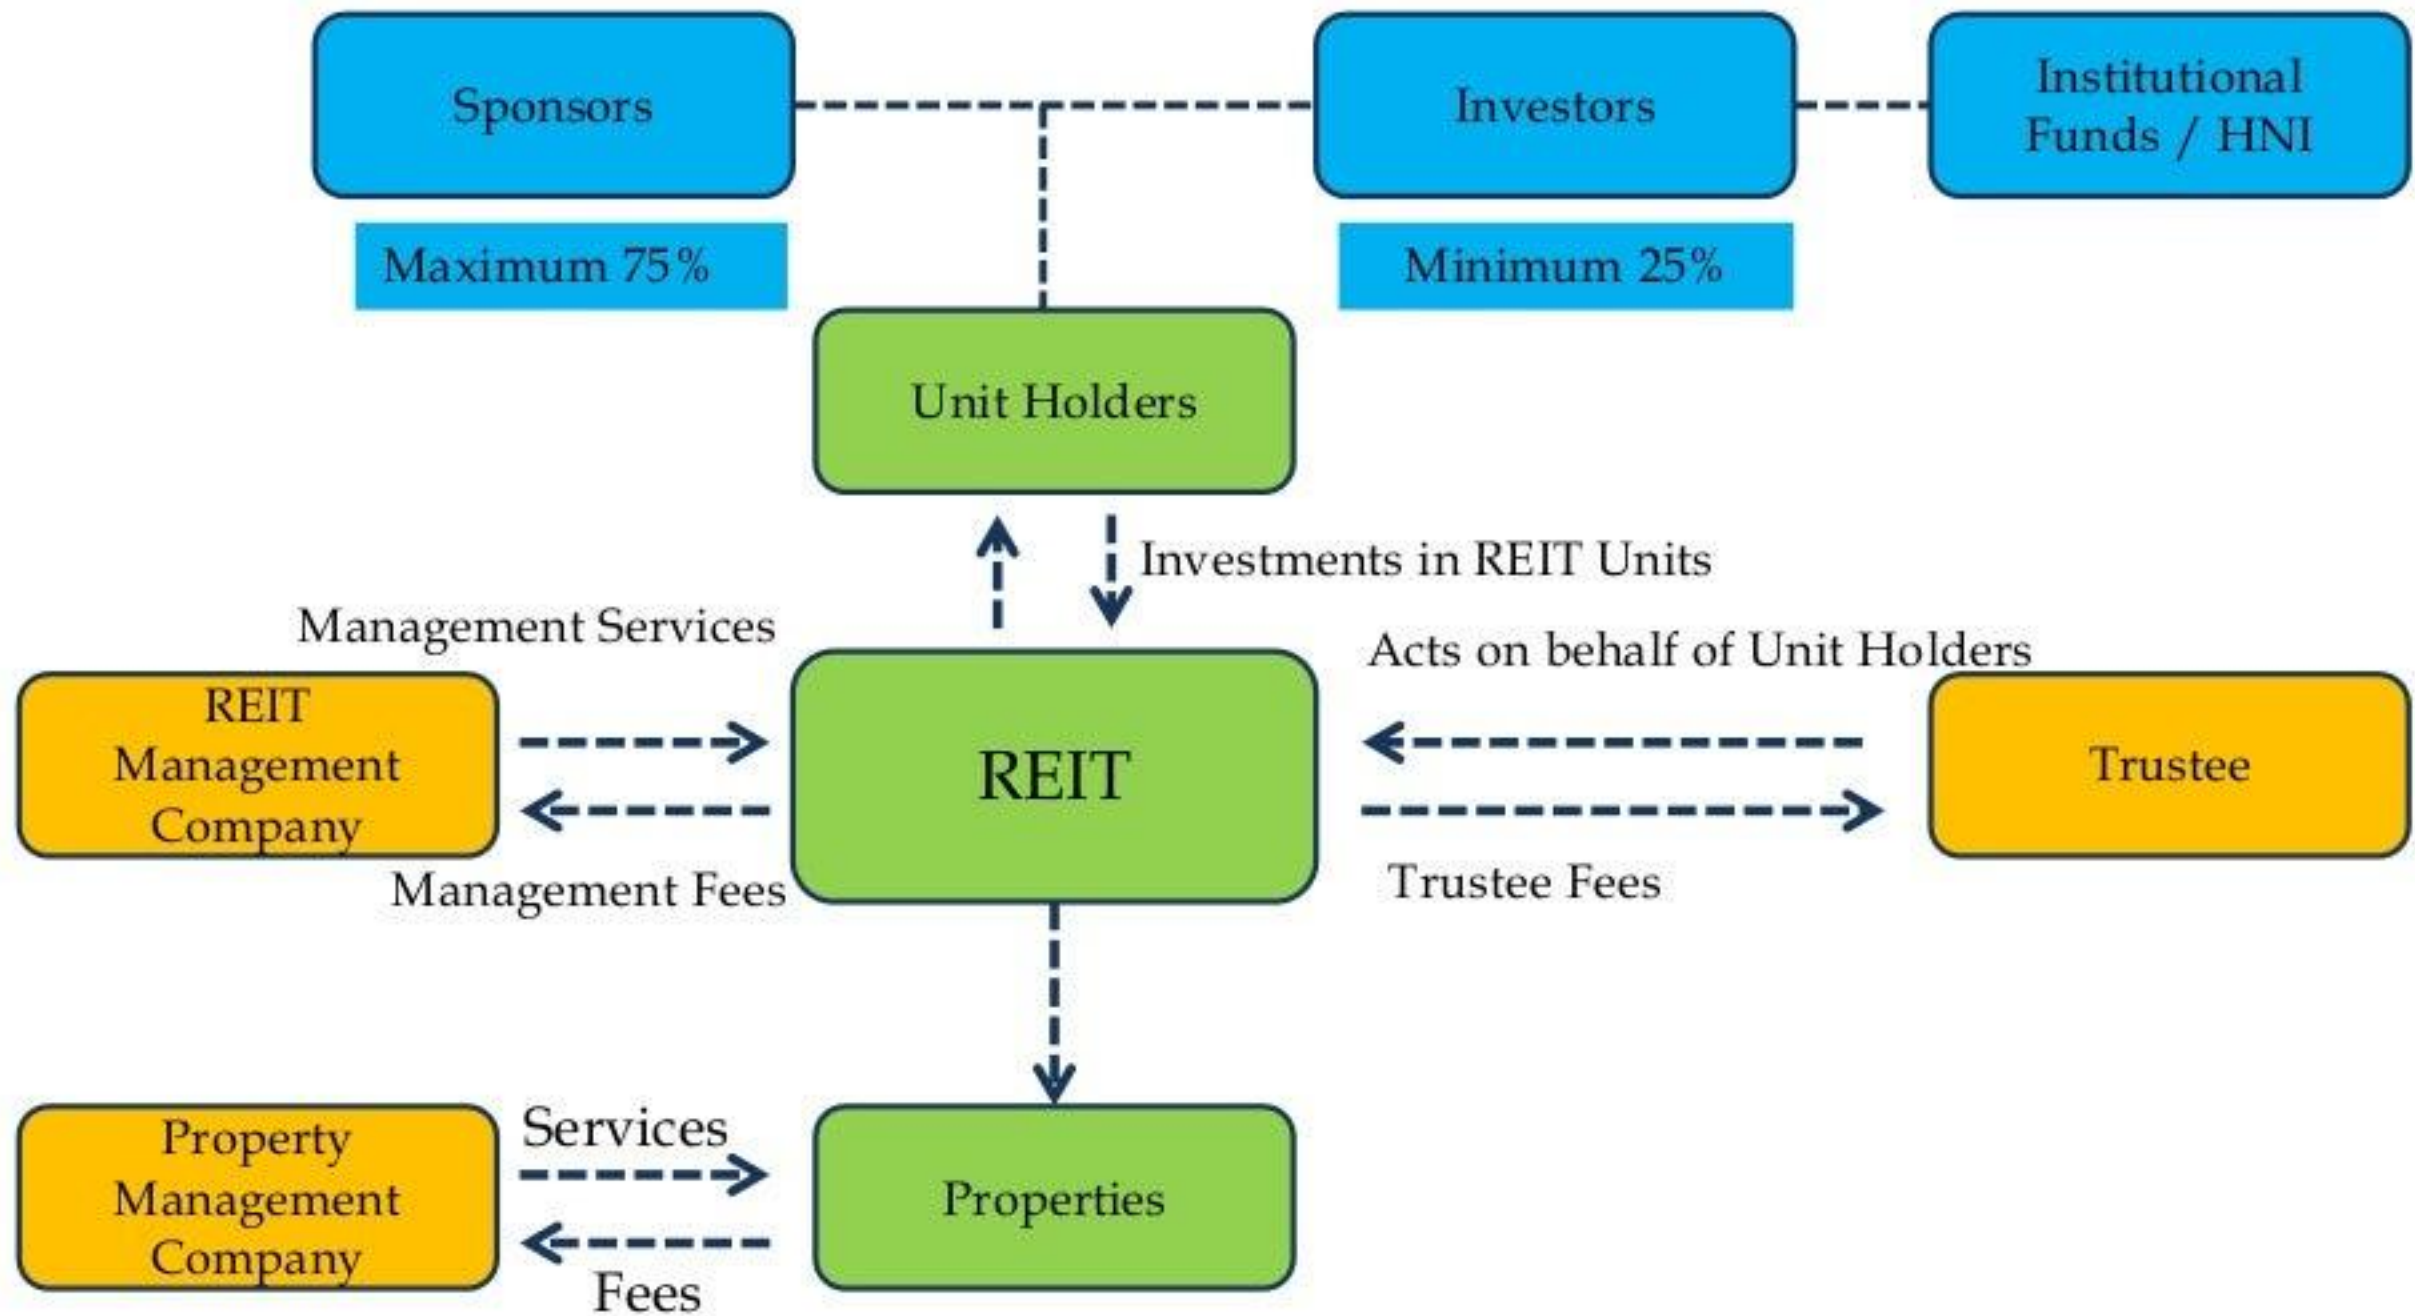 Sponsors
Investors
Institutional
Funds / HNI
Maximum 75%
Minimum 25%
Unit Holders
Investments in REIT Units
Management Services
Acts on behalf of Unit Holders
REIT
Management
Company
REIT
Trustee
Management Fees
Trustee Fees
Property
Management
Company
Services
Fees
Properties